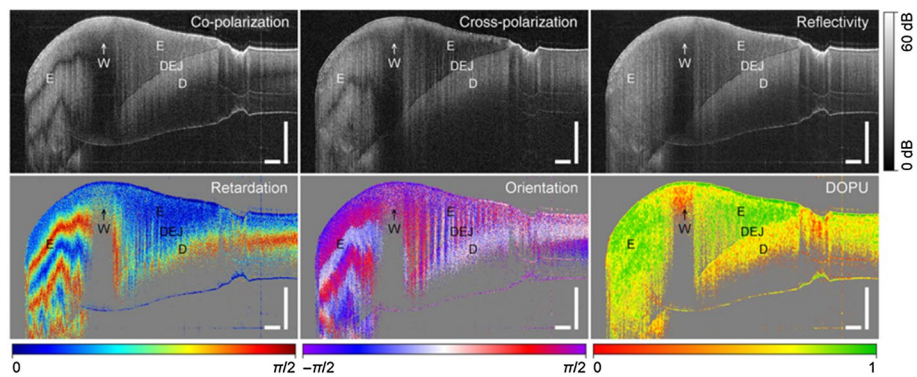 Co-polarization
E
W
E
DEJ
D
Cross-polarization
E
W
E
DEJ
D
Reflectivity
E
W
E
DEJ
D
60 dB
0 dB
Retardation
E
W
E
DEJ
D
Orientation
E
W
E
DEJ
D
DOPU
E
W
E
DEJ
D
0
π/2
−π/2
π/2
0
1